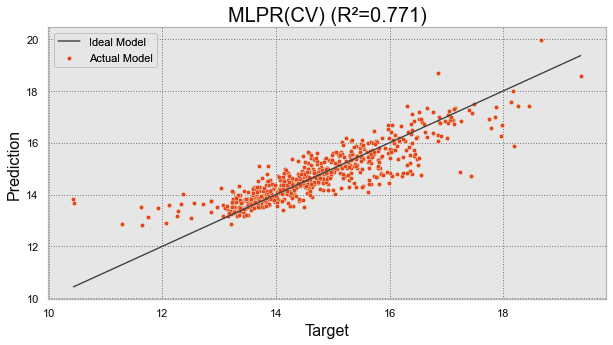 MLPR(CV) (R²=0.771)
Ideal Model
Actual Model
20
18
16
14
12
10
Prediction
10
12
14
16
18
Target